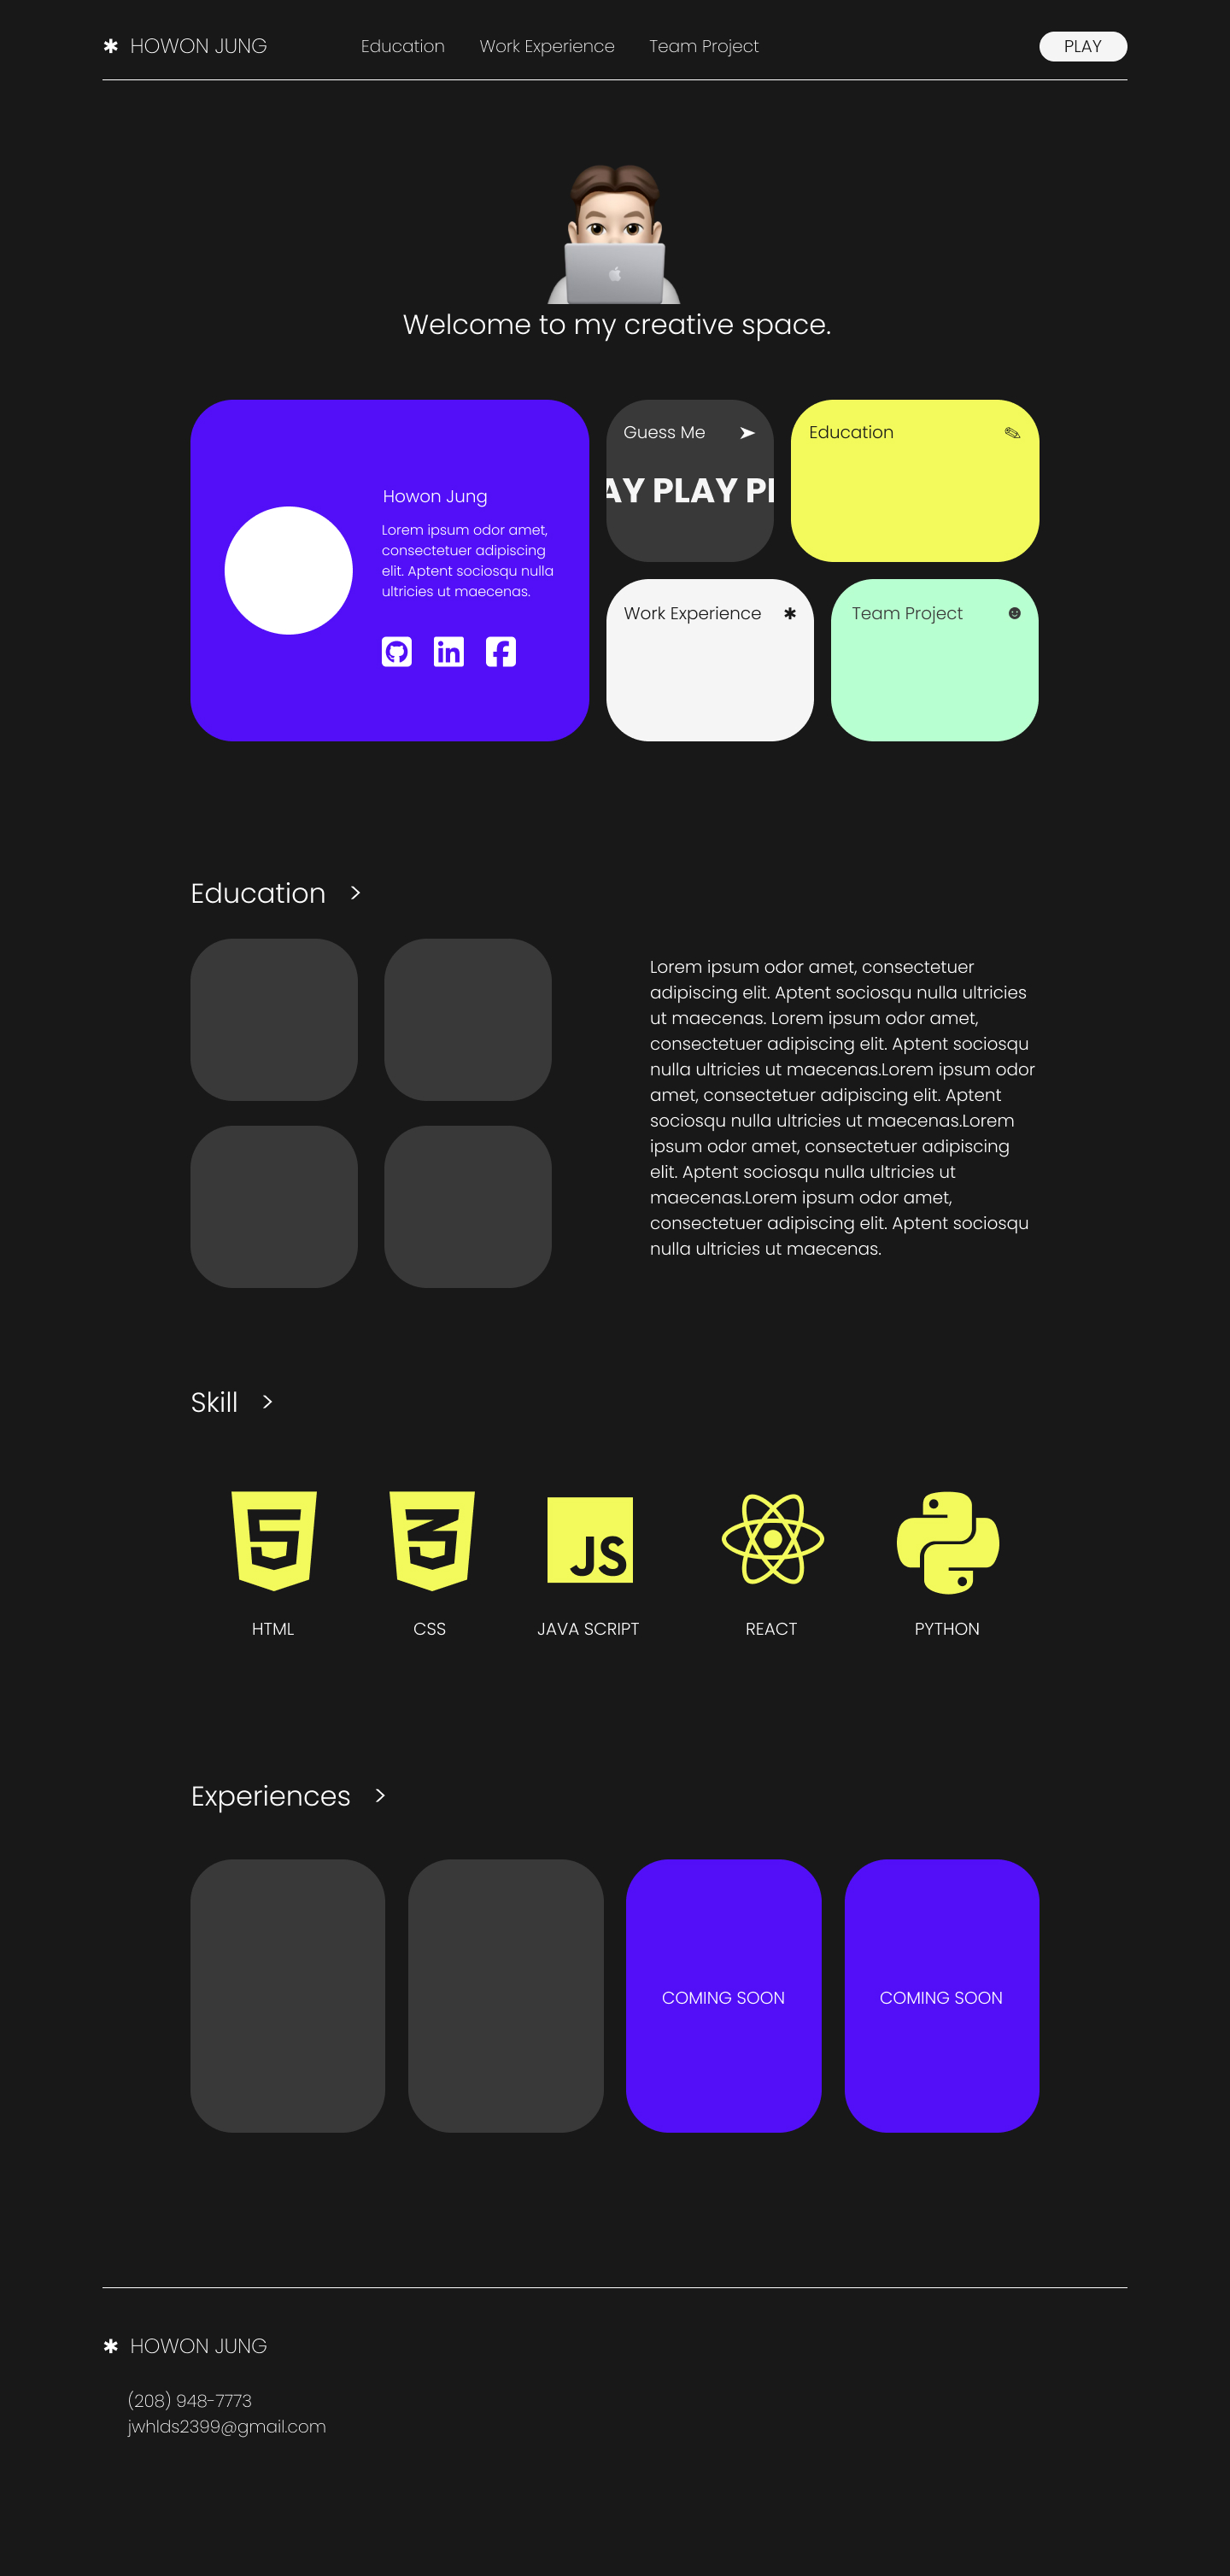 ✱ HOWON JUNG
Education
Work Experience
Team Project
PLAY
Welcome to my creative space.
Howon Jung
Lorem ipsum odor amet,
consectetuer adipiscing
elit. Aptent sociosqu nulla
ultricies ut maecenas.
Guess Me ➤
AY PLAY Pl
Education ✎
Work Experience ✱
Team Project ☻
Education >
Lorem ipsum odor amet, consectetuer
adipiscing elit. Aptent sociosqu nulla ultricies
ut maecenas. Lorem ipsum odor amet,
consectetuer adipiscing elit. Aptent sociosqu
nulla ultricies ut maecenas.Lorem ipsum odor
amet, consectetuer adipiscing elit. Aptent
sociosqu nulla ultricies ut maecenas.Lorem
ipsum odor amet, consectetuer adipiscing
elit. Aptent sociosqu nulla ultricies ut
maecenas.Lorem ipsum odor amet,
consectetuer adipiscing elit. Aptent sociosqu
nulla ultricies ut maecenas.
Skill >
JS
HTML
CSS
JAVA SCRIPT
REACT
PYTHON
Experiences >
COMING SOON
COMING SOON
✱ HOWON JUNG
(208) 948-7773
jwhlds2399@gmail.com